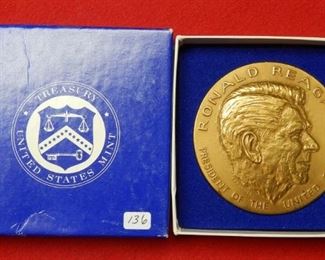 TREASURY
UNITED STATES MINT
136
RONALD REAG
PRESIDENT OF THE UNITED